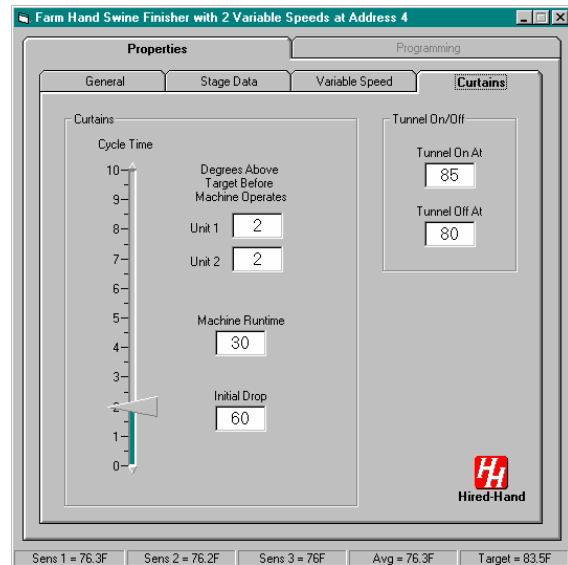 Farm Hand Swine Finisher with 2 Variable Speeds at Address 4
Properties
Programming
General
Stage Data
Variable Speed
Curtains
Curtains
Cycle Time
10
9
8
7
6
5
4
3
2
1
0
Degrees Above
Target Before
Machine Operates
Unit 1
2
Unit 2
2
Machine Runtime
30
Initial Drop
60
Tunnel On/Off
Tunnel On At
85
Tunnel Off At
80
HH
Hired-Hand
Sens 1 = 76.3F
Sens 2 = 76.2F
Sens 3 = 76F
Avg = 76.3F
Target = 83.5F